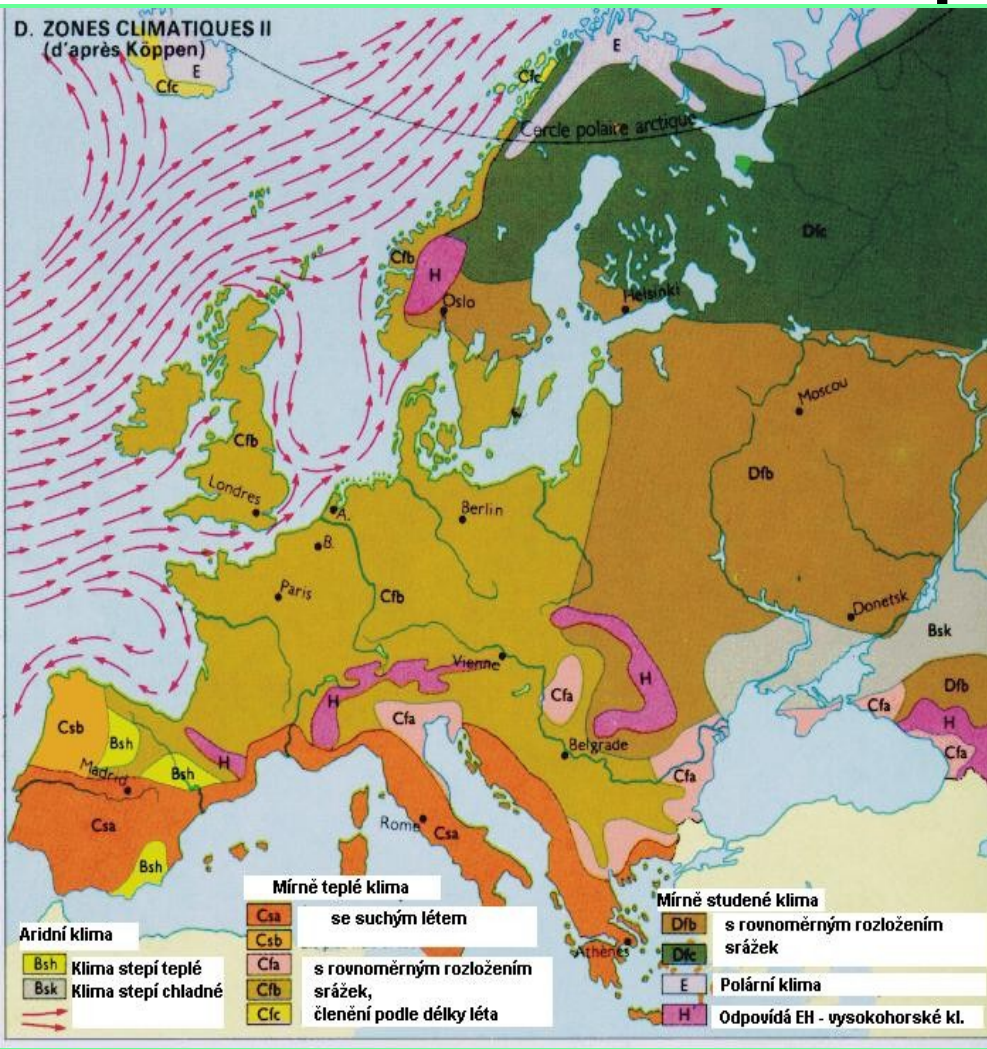 D. ZONES CLIMATIQUES II
(d'après Köppen)
E
E
Cfc
Cfc
Cercle polaire arctique
Dfc
Cfb
H
Oslo
Helsinki
Moscou
Cfb
Dfb
Londres
A.
Berlin
B.
Paris
Cfb
Donetsk
Bsk
Vienne
H
H
Cfa
Dfb
Cfa
H
Csb
Bsh
Cfa
Cfa
Belgrade
H
Madrid
Bsh
Cfa
Csa
Rome
Csa
Bsh
Athènes
Aridní klima
Bsh Klima stepí teplé
Bsk Klima stepí chladné
Mírně teplé klima
Csa se suchým létem
Csb
Cfa s rovnoměrným rozložením
Cfb srážek,
Cfc členění podle délky léta
Mírně studené klima
Dfb s rovnoměrným rozložením
Dfc srážek
E Polární klima
H Odpovídá EH - vysokohorské kl.